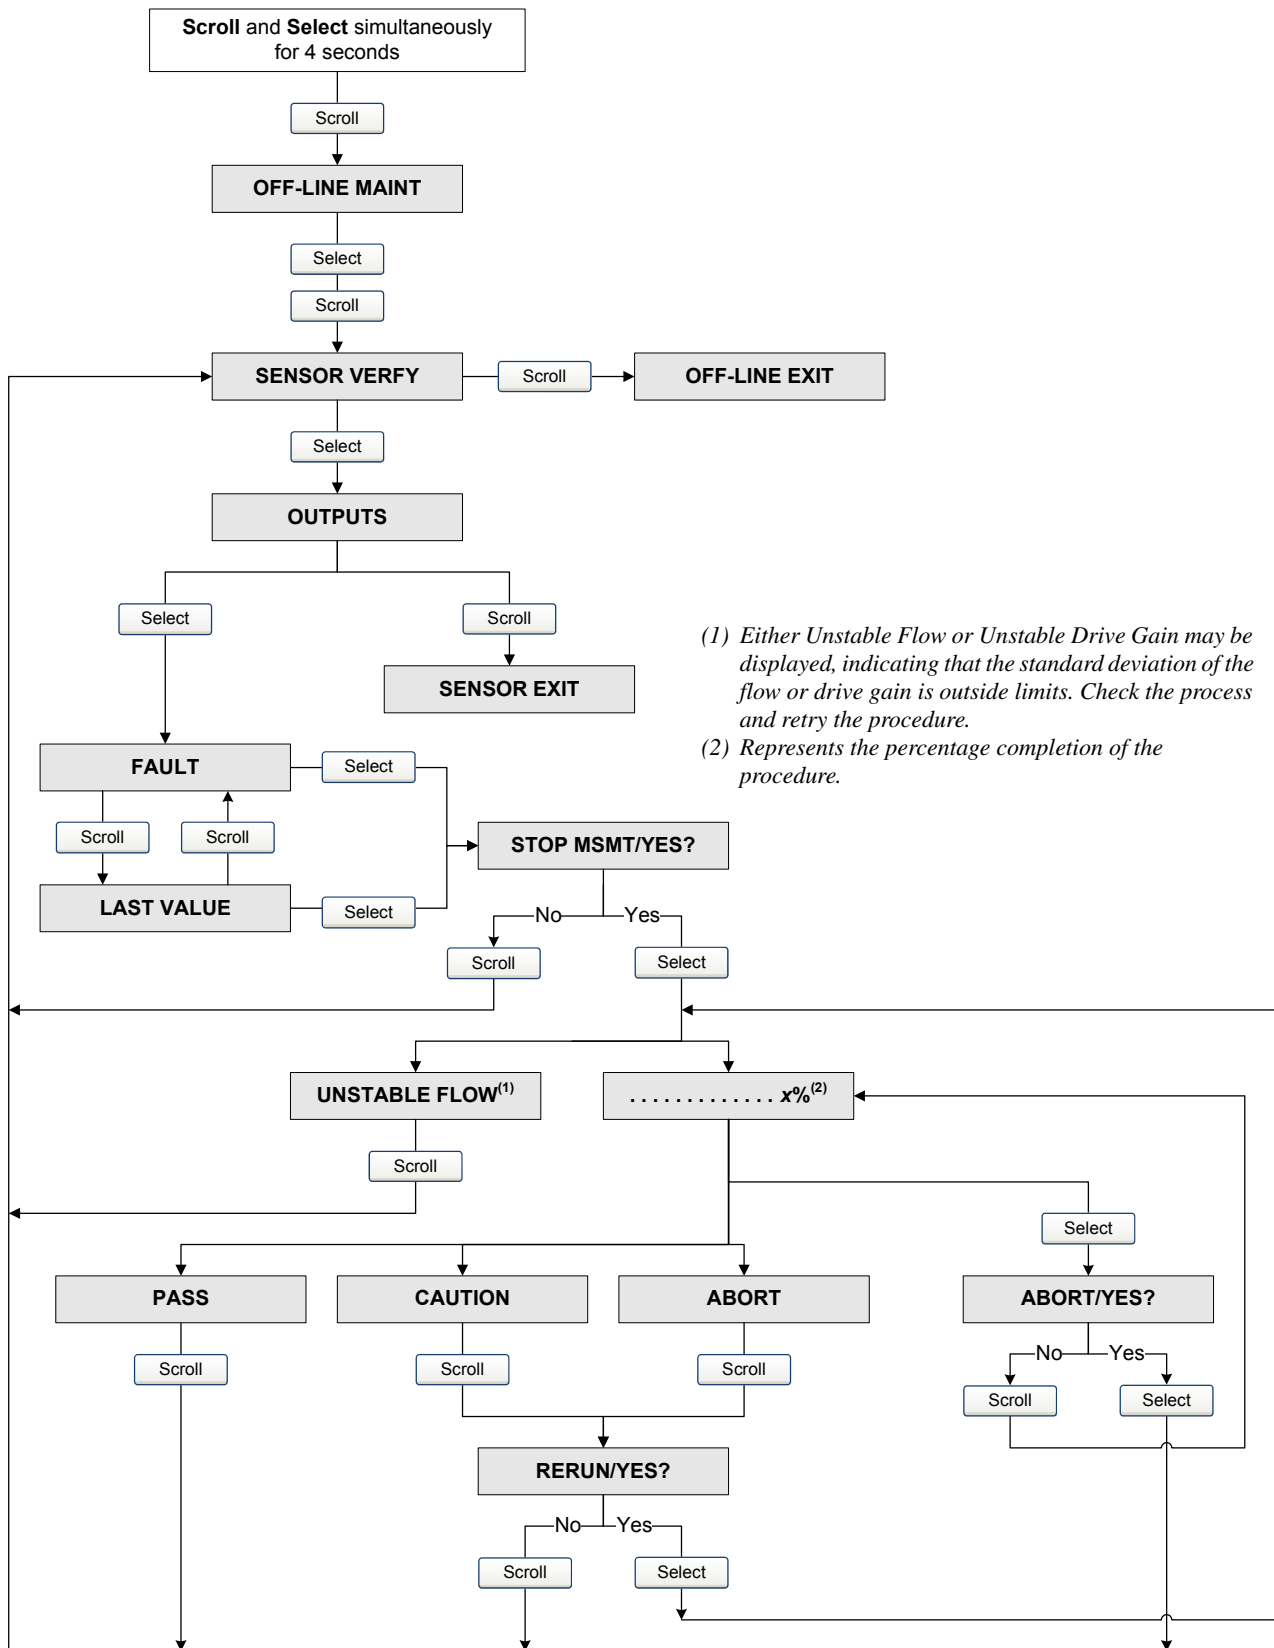 Scroll and Select simultaneously
for 4 seconds
Scroll
OFF-LINE MAINT
Select
Scroll
SENSOR VERFY
Scroll
OFF-LINE EXIT
Select
OUTPUTS
Select
Scroll
SENSOR EXIT
(1) Either Unstable Flow or Unstable Drive Gain may be
displayed, indicating that the standard deviation of the
flow or drive gain is outside limits. Check the process
and retry the procedure.
(2) Represents the percentage completion of the
procedure.
FAULT
Select
Scroll
Scroll
STOP MSMT/YES?
LAST VALUE
Select
No
Yes
Scroll
Select
UNSTABLE FLOW(1)
. . . . . . . . . . . . . x%(2)
Scroll
Select
PASS
CAUTION
ABORT
ABORT/YES?
Scroll
Scroll
Scroll
No
Yes
Scroll
Select
RERUN/YES?
No
Yes
Scroll
Select